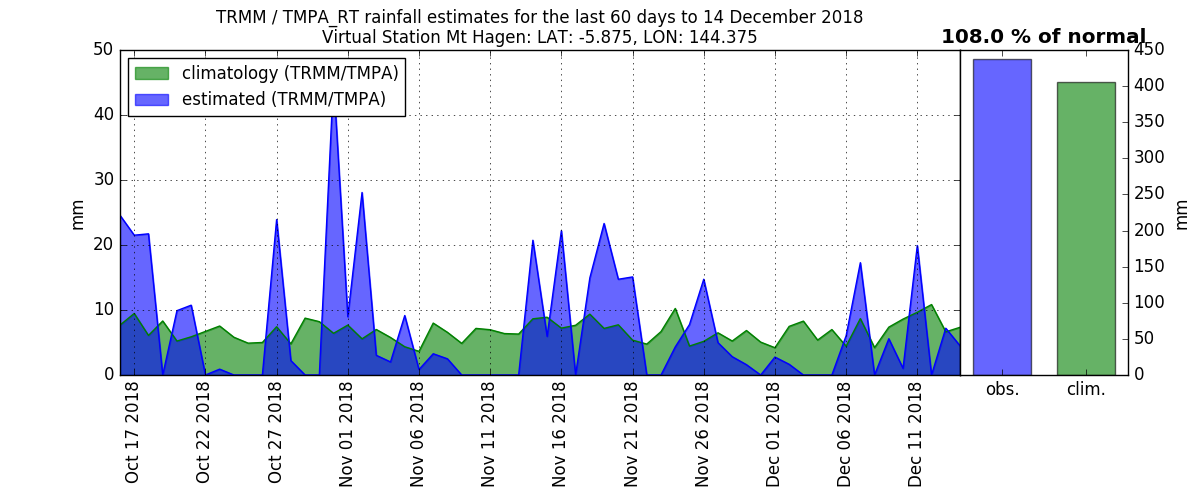 TRMM / TMPA_RT rainfall estimates for the last 60 days to 14 December 2018
Virtual Station Mt Hagen: LAT: -5.875, LON: 144.375
108.0 % of normal
climatology (TRMM/TMPA)
estimated (TRMM/TMPA)
mm
50
40
30
20
10
0
Oct 17 2018
Oct 22 2018
Oct 27 2018
Nov 01 2018
Nov 06 2018
Nov 11 2018
Nov 16 2018
Nov 21 2018
Nov 26 2018
Dec 01 2018
Dec 06 2018
Dec 11 2018
obs.
clim.
450
400
350
300
250
200
150
100
50
0
mm